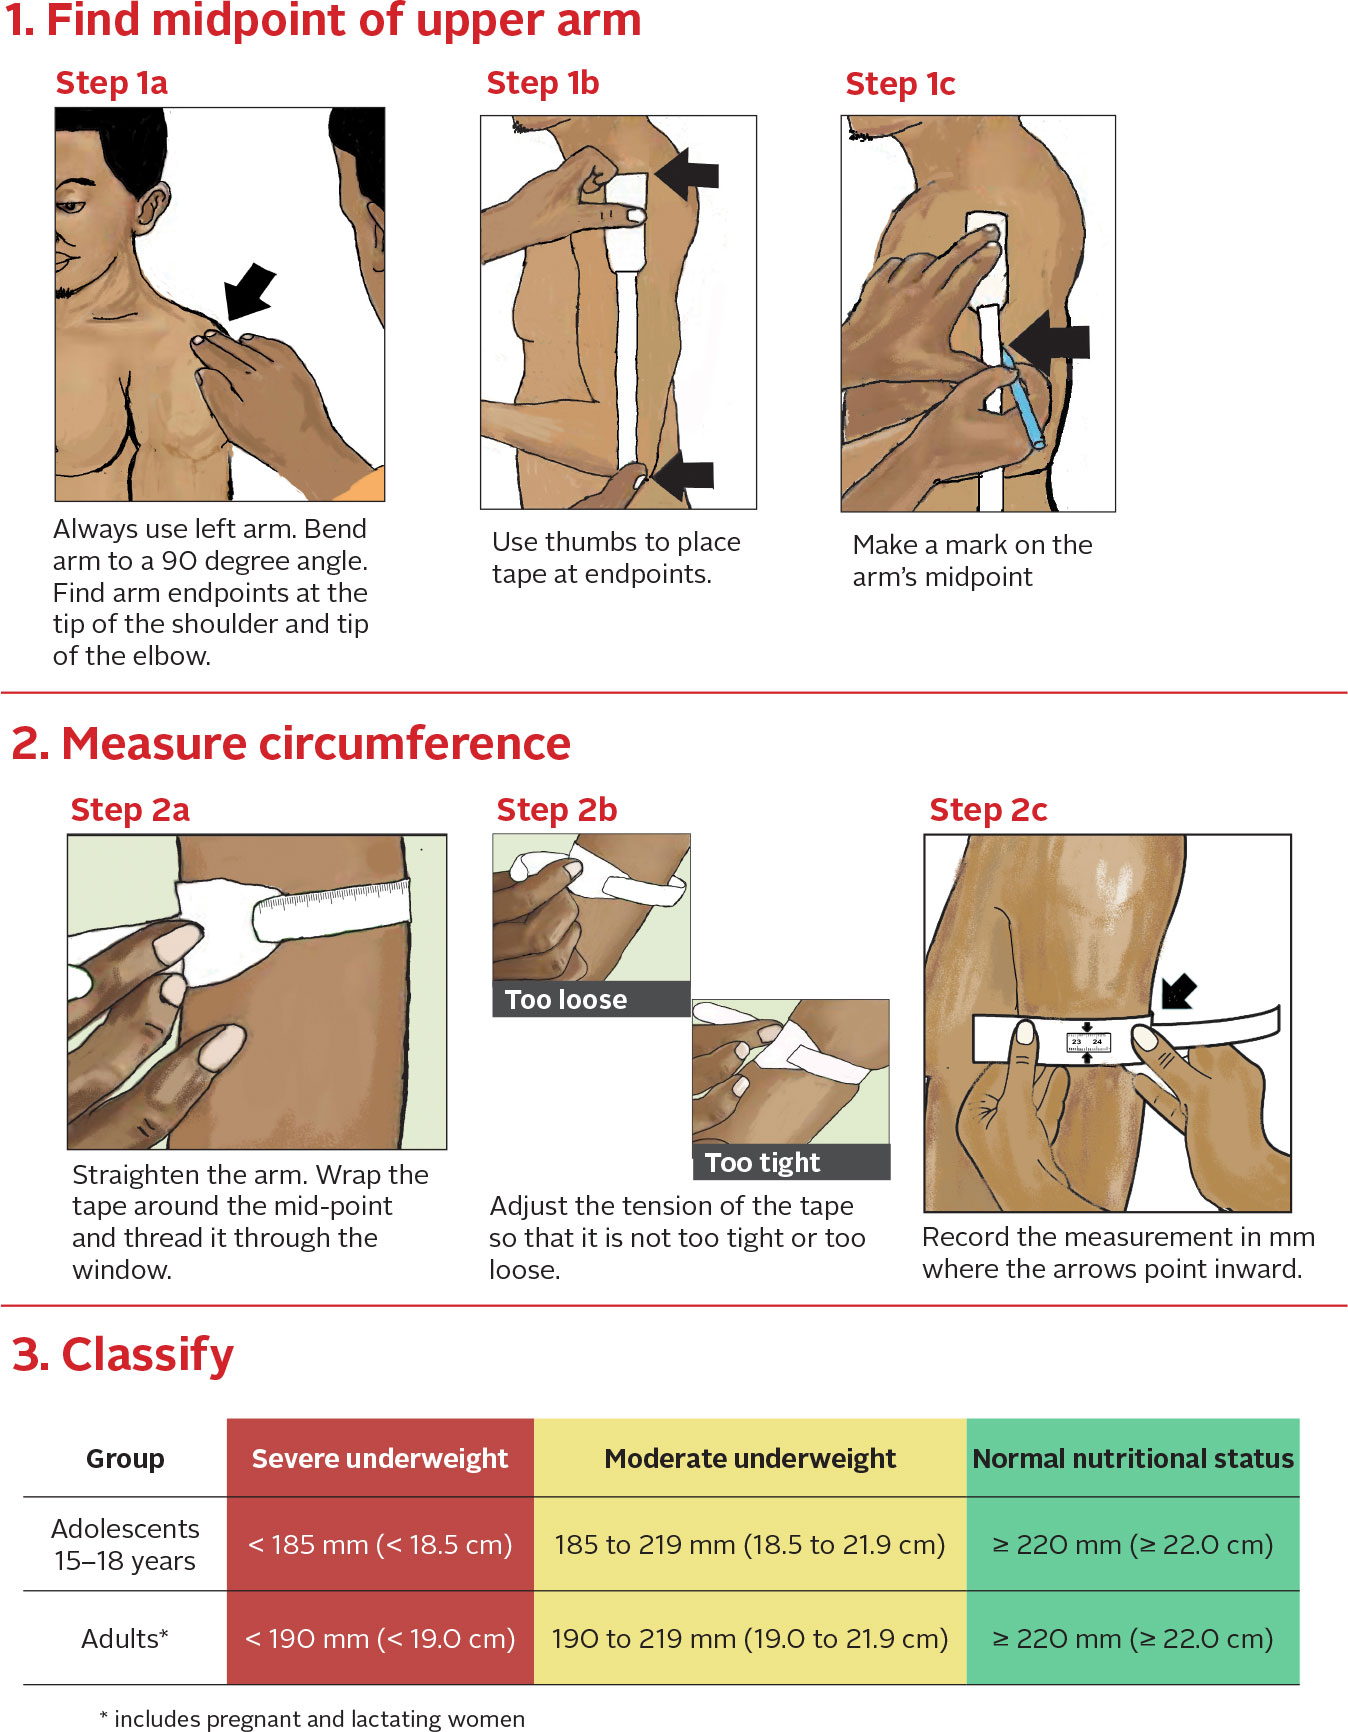 1. Find midpoint of upper arm
Step 1a
Always use left arm. Bend
arm to a 90 degree angle.
Find arm endpoints at the
tip of the shoulder and tip
of the elbow.
Step 1b
Use thumbs to place
tape at endpoints.
Step 1c
Make a mark on the
arm's midpoint
2. Measure circumference
Step 2a
Straighten the arm. Wrap the
tape around the mid-point
and thread it through the
window.
Step 2b
Too loose
Too tight
Adjust the tension of the tape
so that it is not too tight or too
loose.
Step 2c
23 24
Record the measurement in mm
where the arrows point inward.
3. Classify
Group Severe underweight Moderate underweight Normal nutritional status
Adolescents
15–18 years
< 185 mm (< 18.5 cm) 185 to 219 mm (18.5 to 21.9 cm) ≥ 220 mm (≥ 22.0 cm)
Adults* < 190 mm (< 19.0 cm) 190 to 219 mm (19.0 to 21.9 cm) ≥ 220 mm (≥ 22.0 cm)
* includes pregnant and lactating women